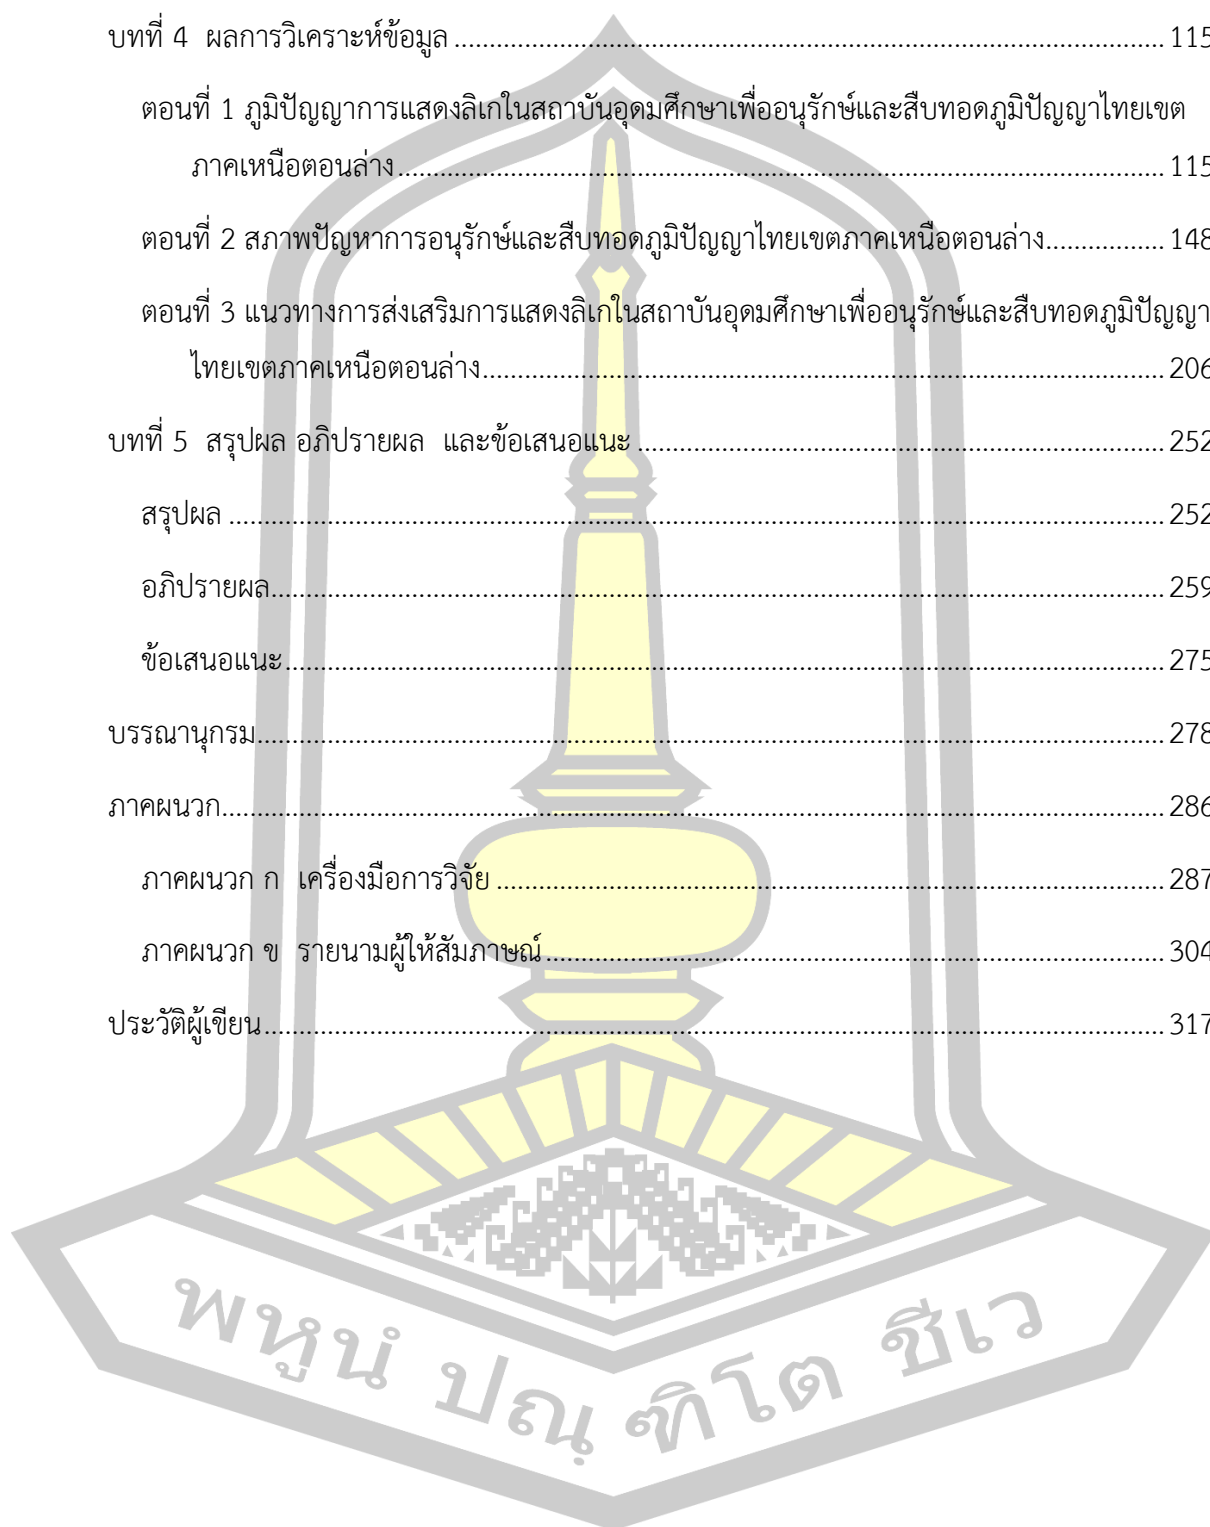 บทที่ 4 ผลการวิเคราะห์ข้อมูล ........................................ 115
ตอนที่ 1 ภูมิปัญญาการแสดงลิเกในสถาบันอุดมศึกษาเพื่ออนุรักษ์และสืบทอดภูมิปัญญาไทยเขต
ภาคเหนือตอนล่าง ........................................ 115
ตอนที่ 2 สภาพปัญหาการอนุรักษ์และสืบทอดภูมิปัญญาไทยเขตภาคเหนือตอนล่าง ................. 148
ตอนที่ 3 แนวทางการส่งเสริมการแสดงลิเกในสถาบันอุดมศึกษาเพื่ออนุรักษ์และสืบทอดภูมิปัญญา
ไทยเขตภาคเหนือตอนล่าง ........................................ 206
บทที่ 5 สรุปผล อภิปรายผล และข้อเสนอแนะ ........................................ 252
สรุปผล ........................................ 252
อภิปรายผล ........................................ 259
ข้อเสนอแนะ ........................................ 275
บรรณานุกรม ........................................ 278
ภาคผนวก ........................................ 286
ภาคผนวก ก เครื่องมือการวิจัย ........................................ 287
ภาคผนวก ข รายนามผู้ให้สัมภาษณ์ ........................................ 304
ประวัติผู้เขียน ........................................ 317
พหูนํ ปณฺฑิโต ชีเว